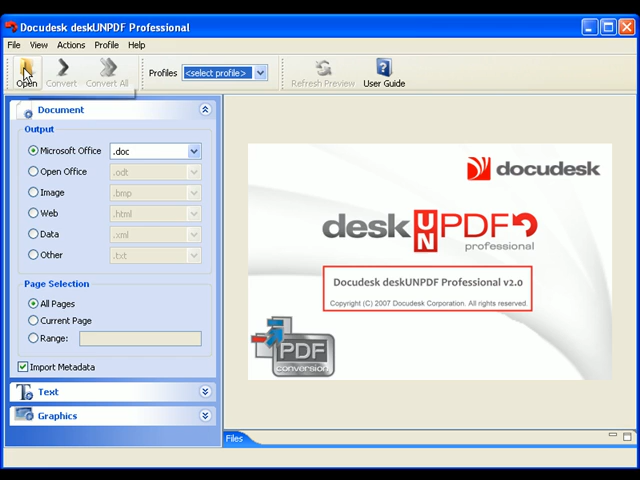 Docudesk deskUNPDF Professional
File View Actions Profile Help
Open Convert Convert All Profiles <select profile> Refresh Preview User Guide
Document
Output
Microsoft Office .doc
Open Office .odt
Image .bmp
Web .html
Data .xml
Other .txt
Page Selection
All Pages
Current Page
Range:
Import Metadata
Text
Graphics
docudesk
desk UN PDF
professional
Docudesk deskUNPDF Professional v2.0
Copyright (C) 2007 Docudesk Corporation. All rights reserved.
PDF
conversion
Files